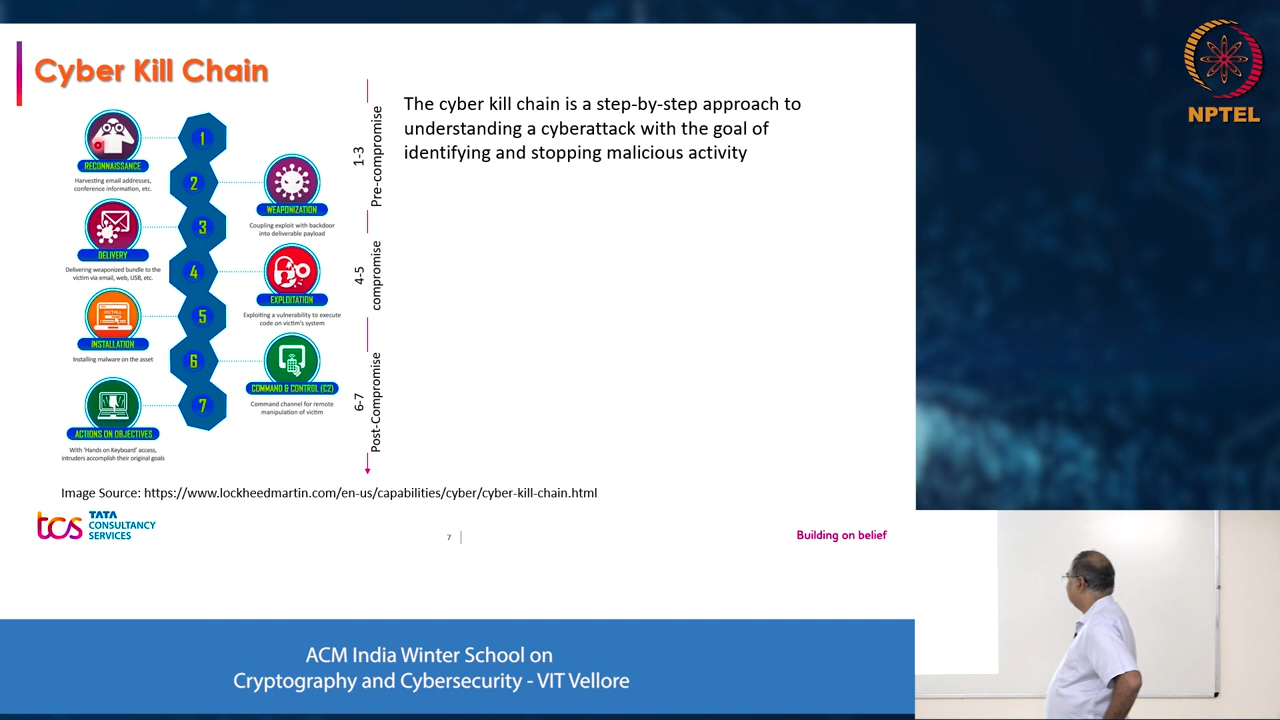 Cyber Kill Chain
NPTEL
The cyber kill chain is a step-by-step approach to
understanding a cyberattack with the goal of
identifying and stopping malicious activity
1
RECONNAISSANCE
Harvesting email addresses,
conference information, etc.
2
WEAPONIZATION
Coupling exploit with backdoor
into deliverable payload
3
DELIVERY
Delivering weaponized bundle to the
victim via email, web, USB, etc.
4
EXPLOITATION
Exploiting a vulnerability to execute
code on victim's system
5
INSTALL
INSTALLATION
Installing malware on the asset
6
COMMAND & CONTROL (C2)
Command channel for remote
manipulation of victim
7
ACTIONS ON OBJECTIVES
With 'Hands on Keyboard' access,
intruders accomplish their original goals
1-3
Pre-compromise
4-5
compromise
6-7
Post-Compromise
Image Source: https://www.lockheedmartin.com/en-us/capabilities/cyber/cyber-kill-chain.html
tcs
TATA
CONSULTANCY
SERVICES
7
Building on belief
ACM India Winter School on
Cryptography and Cybersecurity - VIT Vellore